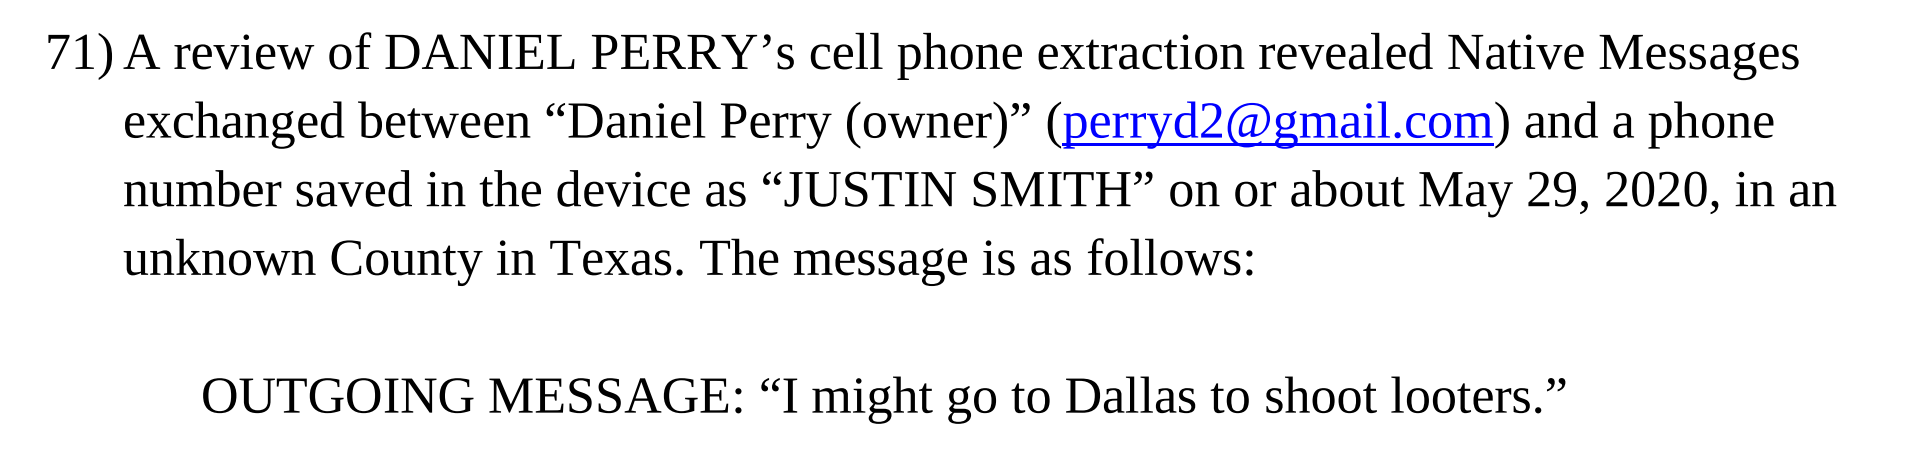 71) A review of DANIEL PERRY’s cell phone extraction revealed Native Messages
exchanged between “Daniel Perry (owner)” (perryd2@gmail.com) and a phone
number saved in the device as “JUSTIN SMITH” on or about May 29, 2020, in an
unknown County in Texas. The message is as follows:
OUTGOING MESSAGE: “I might go to Dallas to shoot looters.”